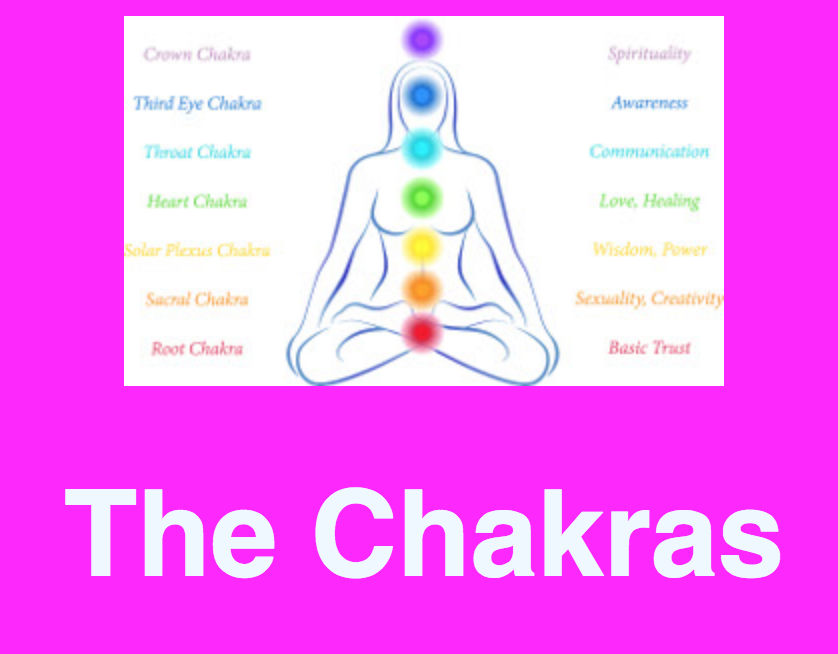 Crown Chakra
Third Eye Chakra
Throat Chakra
Heart Chakra
Solar Plexus Chakra
Sacral Chakra
Root Chakra
Spirituality
Awareness
Communication
Love, Healing
Wisdom, Power
Sexuality, Creativity
Basic Trust
The Chakras